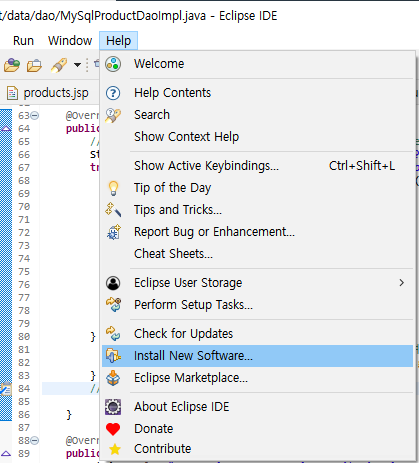 t/data/dao/MySqlProductDaoImpl.java - Eclipse IDE
Run Window Help
products.jsp
Welcome
Help Contents
Search
Show Context Help
Show Active Keybindings... Ctrl+Shift+L
Tip of the Day
Tips and Tricks...
Report Bug or Enhancement...
Cheat Sheets...
Eclipse User Storage
Perform Setup Tasks...
Check for Updates
Install New Software...
Eclipse Marketplace...
About Eclipse IDE
Donate
Contribute
63 @Overr
64 public
65 //
66 St
67 tr
68
69
70
71
72
73
74
75
76
77
78
79
80 }
81
82
83 }
84 //
85
86 }
87
88 @Overr
89 public